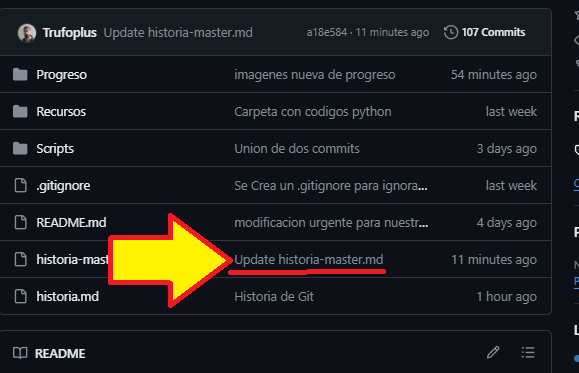 Trufoplus Update historia-master.md a18e584 · 11 minutes ago 107 Commits
Progreso imagenes nueva de progreso 54 minutes ago
Recursos Carpeta con codigos python last week
Scripts Union de dos commits 3 days ago
.gitignore Se Crea un .gitignore para ignora... last week
README.md modificacion urgente para nuestr... 4 days ago
historia-mast Update historia-master.md 11 minutes ago
historia.md Historia de Git 1 hour ago
README